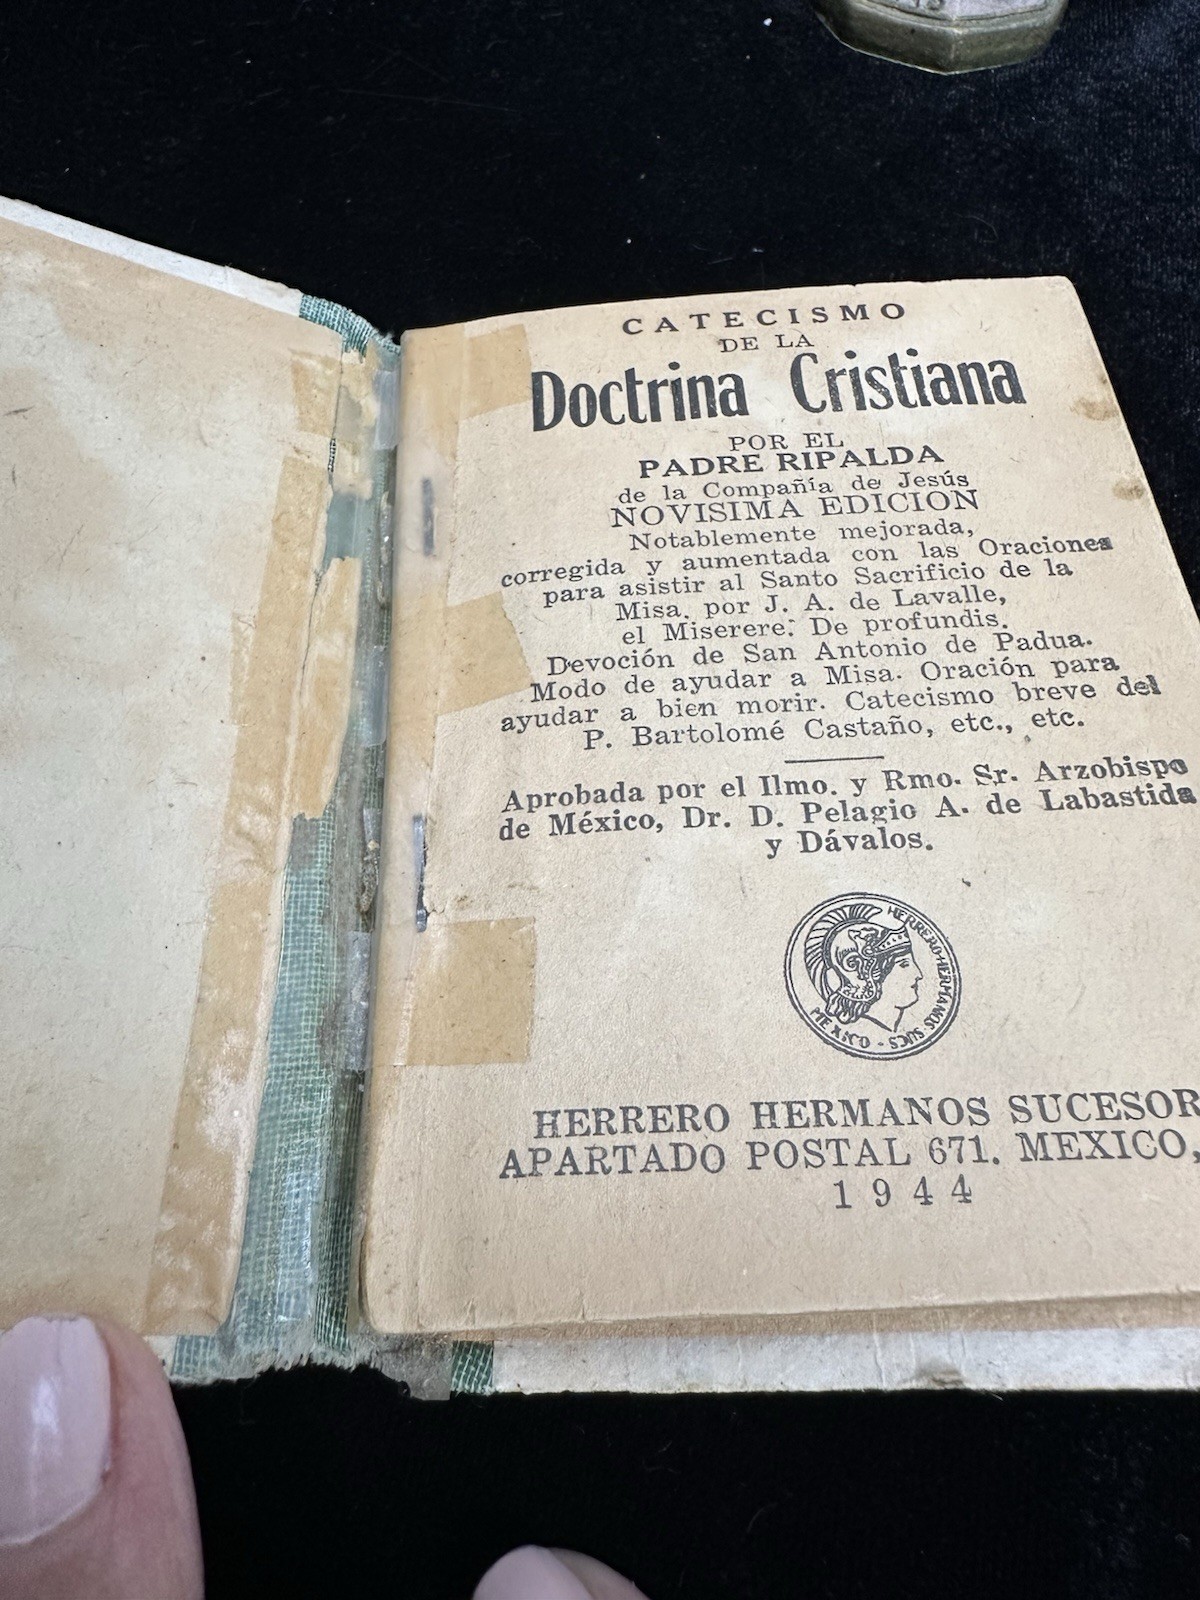 CATECISMO
DE LA
Doctrina Cristiana
POR EL
PADRE RIPALDA
de la Compañía de Jesús
NOVISIMA EDICION
Notablemente mejorada,
corregida y aumentada con las Oraciones
para asistir al Santo Sacrificio de la
Misa. por J. A. de Lavalle,
el Miserere: De profundis.
Devoción de San Antonio de Padua.
Modo de ayudar a Misa. Oración para
ayudar a bien morir. Catecismo breve del
P. Bartolomé Castaño, etc., etc.
Aprobada por el Ilmo. y Rmo. Sr. Arzobispo
de México, Dr. D. Pelagio A. de Labastida
y Dávalos.
HERRERO HERMANOS SUCS - MEXICO
HERRERO HERMANOS SUCESOR
APARTADO POSTAL 671. MEXICO,
1944